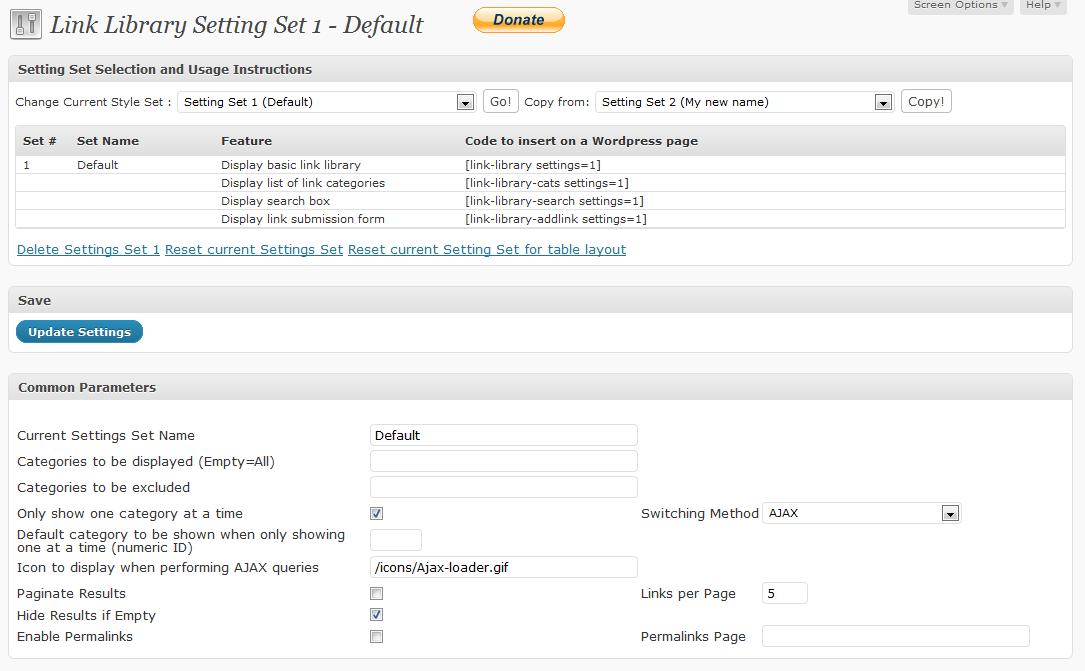 Screen Options Help
Link Library Setting Set 1 - Default Donate
Setting Set Selection and Usage Instructions
Change Current Style Set : Setting Set 1 (Default) Go! Copy from: Setting Set 2 (My new name) Copy!
Set # Set Name Feature Code to insert on a Wordpress page
1 Default Display basic link library [link-library settings=1]
Display list of link categories [link-library-cats settings=1]
Display search box [link-library-search settings=1]
Display link submission form [link-library-addlink settings=1]
Delete Settings Set 1 Reset current Settings Set Reset current Setting Set for table layout
Save
Update Settings
Common Parameters
Current Settings Set Name Default
Categories to be displayed (Empty=All)
Categories to be excluded
Only show one category at a time Switching Method AJAX
Default category to be shown when only showing
one at a time (numeric ID)
Icon to display when performing AJAX queries /icons/Ajax-loader.gif
Paginate Results Links per Page 5
Hide Results if Empty
Enable Permalinks Permalinks Page